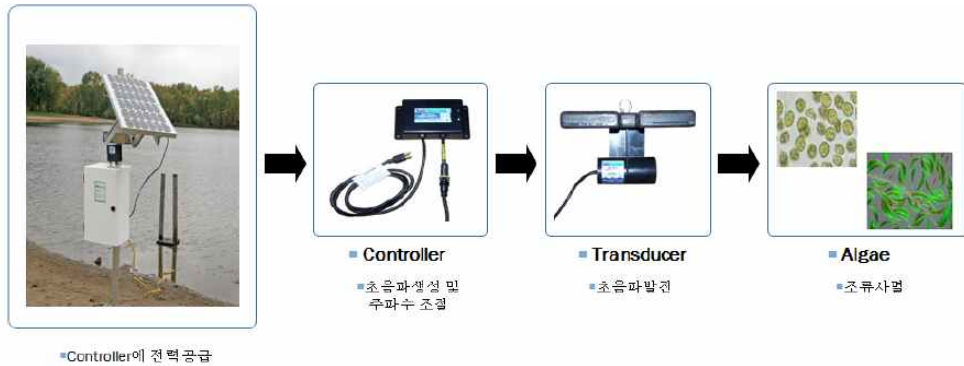 Controller
초음파생성 및
주파수 조절
Transducer
초음파발진
Algae
조류사멸
Controller에 전력공급